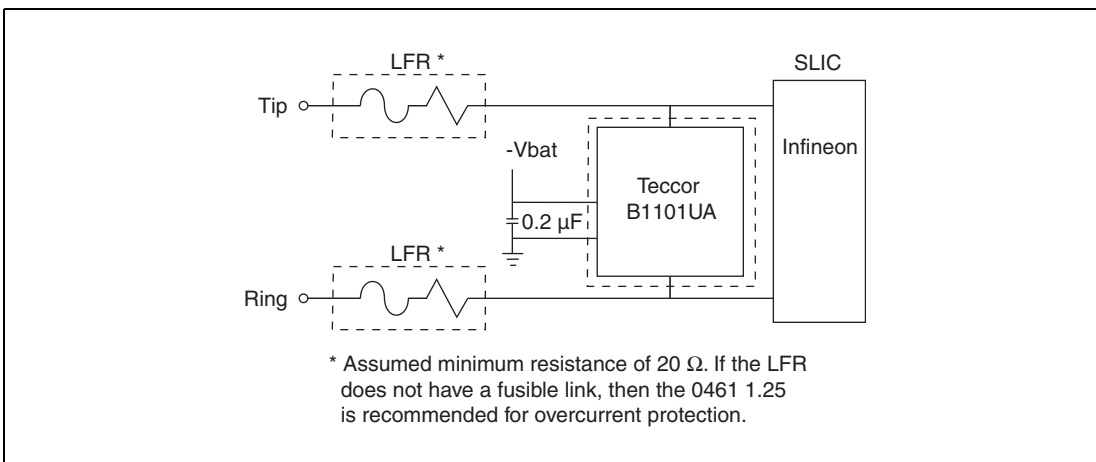 LFR *
SLIC
Tip
Infineon
-Vbat
Teccor
B1101UA
0.2 µF
LFR *
Ring
* Assumed minimum resistance of 20 Ω. If the LFR
does not have a fusible link, then the 0461 1.25
is recommended for overcurrent protection.